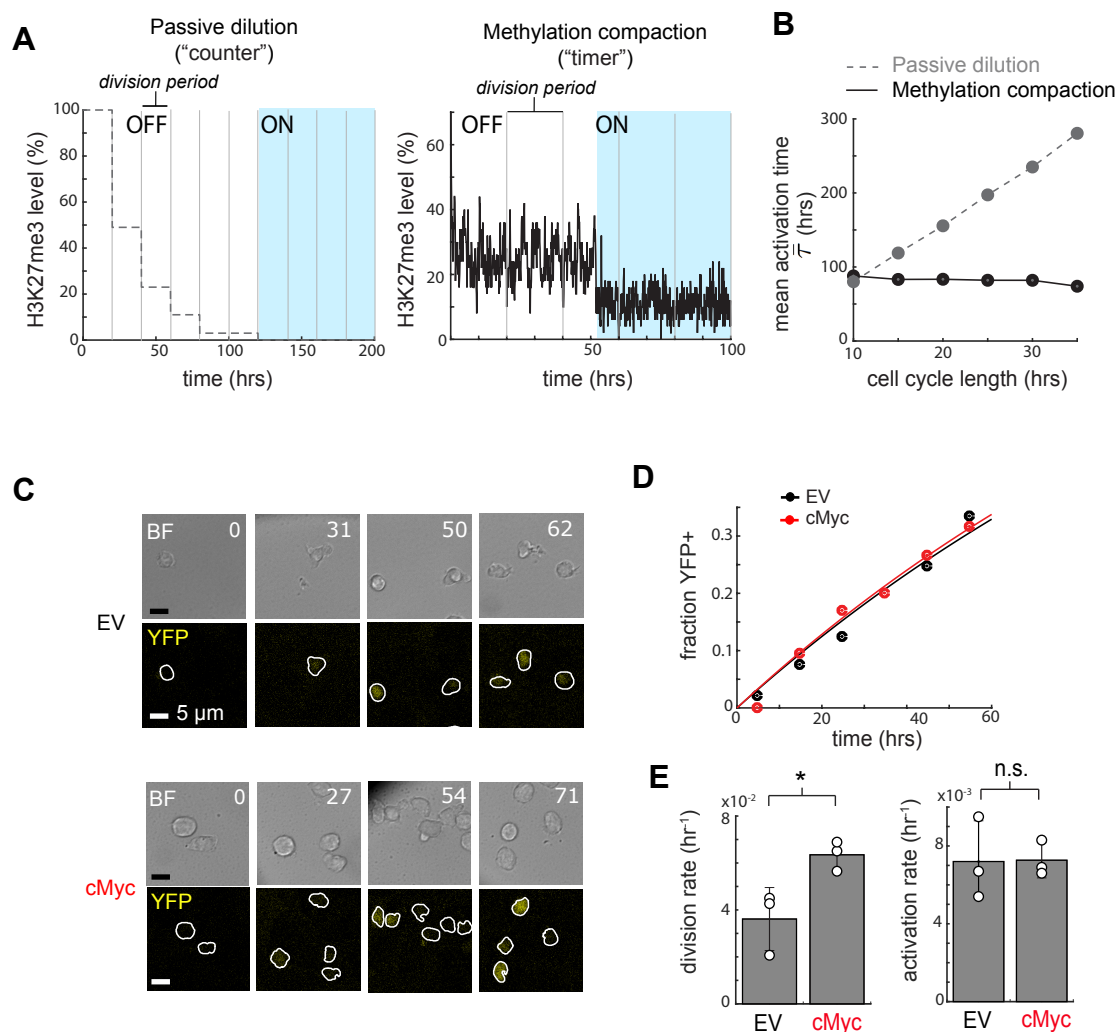 A
Passive dilution
(“counter”)
division period
OFF
ON
H3K27me3 level (%)
100
80
60
40
20
0
0
50
100
150
200
time (hrs)
Methylation compaction
(“timer”)
division period
OFF
ON
H3K27me3 level (%)
60
40
20
0
50
100
time (hrs)
B
Passive dilution
Methylation compaction
mean activation time
τ̄ (hrs)
300
200
100
0
10
20
30
cell cycle length (hrs)
C
EV
BF
0
31
50
62
YFP
5 μm
cMyc
BF
0
27
54
71
YFP
D
EV
cMyc
fraction YFP+
0.3
0.2
0.1
0
0
20
40
60
time (hrs)
E
x10⁻²
division rate (hr⁻¹)
8
4
0
*
EV
cMyc
x10⁻³
activation rate (hr⁻¹)
8
4
0
n.s.
EV
cMyc